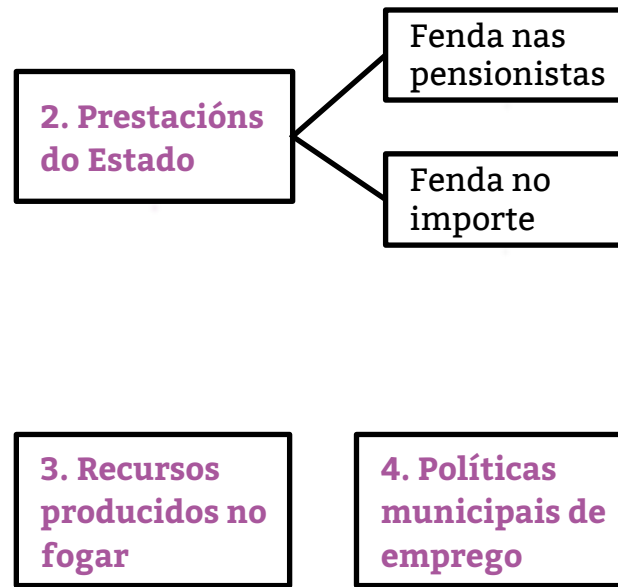 Fenda nas
pensionistas
2. Prestacións
do Estado
Fenda no
importe
3. Recursos
producidos no
fogar
4. Políticas
municipais de
emprego